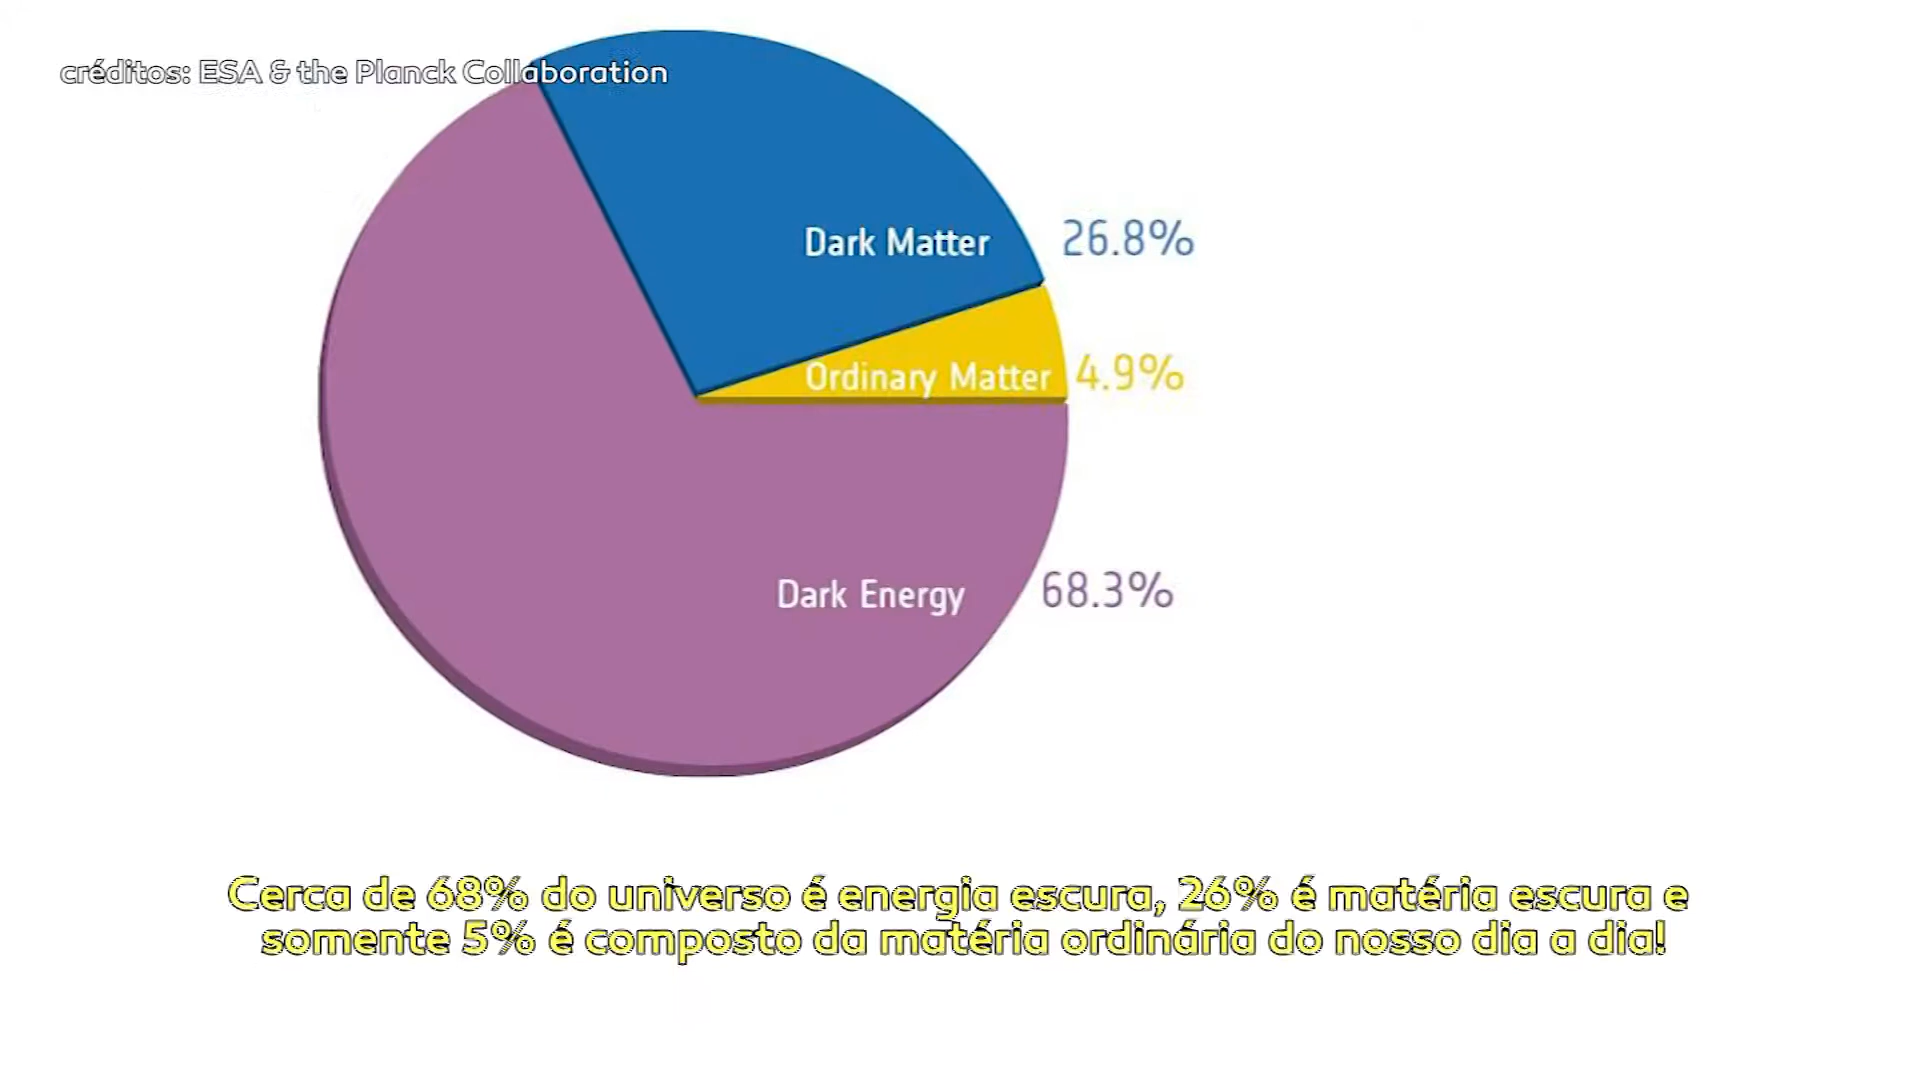 créditos: ESA & the Planck Collaboration
Dark Matter 26.8%
Ordinary Matter 4.9%
Dark Energy 68.3%
Cerca de 68% do universo é energia escura, 26% é matéria escura e
somente 5% é composto da matéria ordinária do nosso dia a dia!